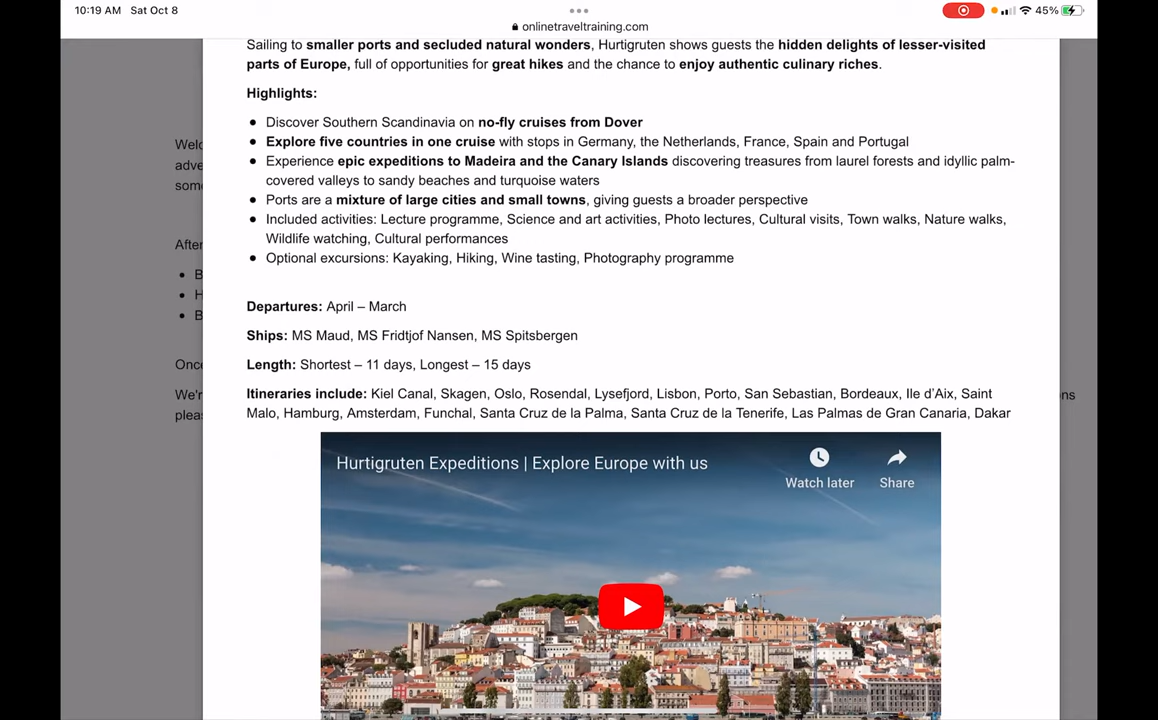 10:19 AM Sat Oct 8
45%
onlinetraveltraining.com
Sailing to smaller ports and secluded natural wonders, Hurtigruten shows guests the hidden delights of lesser-visited
parts of Europe, full of opportunities for great hikes and the chance to enjoy authentic culinary riches.
Highlights:
● Discover Southern Scandinavia on no-fly cruises from Dover
● Explore five countries in one cruise with stops in Germany, the Netherlands, France, Spain and Portugal
● Experience epic expeditions to Madeira and the Canary Islands discovering treasures from laurel forests and idyllic palm-
covered valleys to sandy beaches and turquoise waters
● Ports are a mixture of large cities and small towns, giving guests a broader perspective
● Included activities: Lecture programme, Science and art activities, Photo lectures, Cultural visits, Town walks, Nature walks,
Wildlife watching, Cultural performances
● Optional excursions: Kayaking, Hiking, Wine tasting, Photography programme
Departures: April – March
Ships: MS Maud, MS Fridtjof Nansen, MS Spitsbergen
Length: Shortest – 11 days, Longest – 15 days
Itineraries include: Kiel Canal, Skagen, Oslo, Rosendal, Lysefjord, Lisbon, Porto, San Sebastian, Bordeaux, Ile d'Aix, Saint
Malo, Hamburg, Amsterdam, Funchal, Santa Cruz de la Palma, Santa Cruz de la Tenerife, Las Palmas de Gran Canaria, Dakar
Hurtigruten Expeditions | Explore Europe with us
Watch later
Share